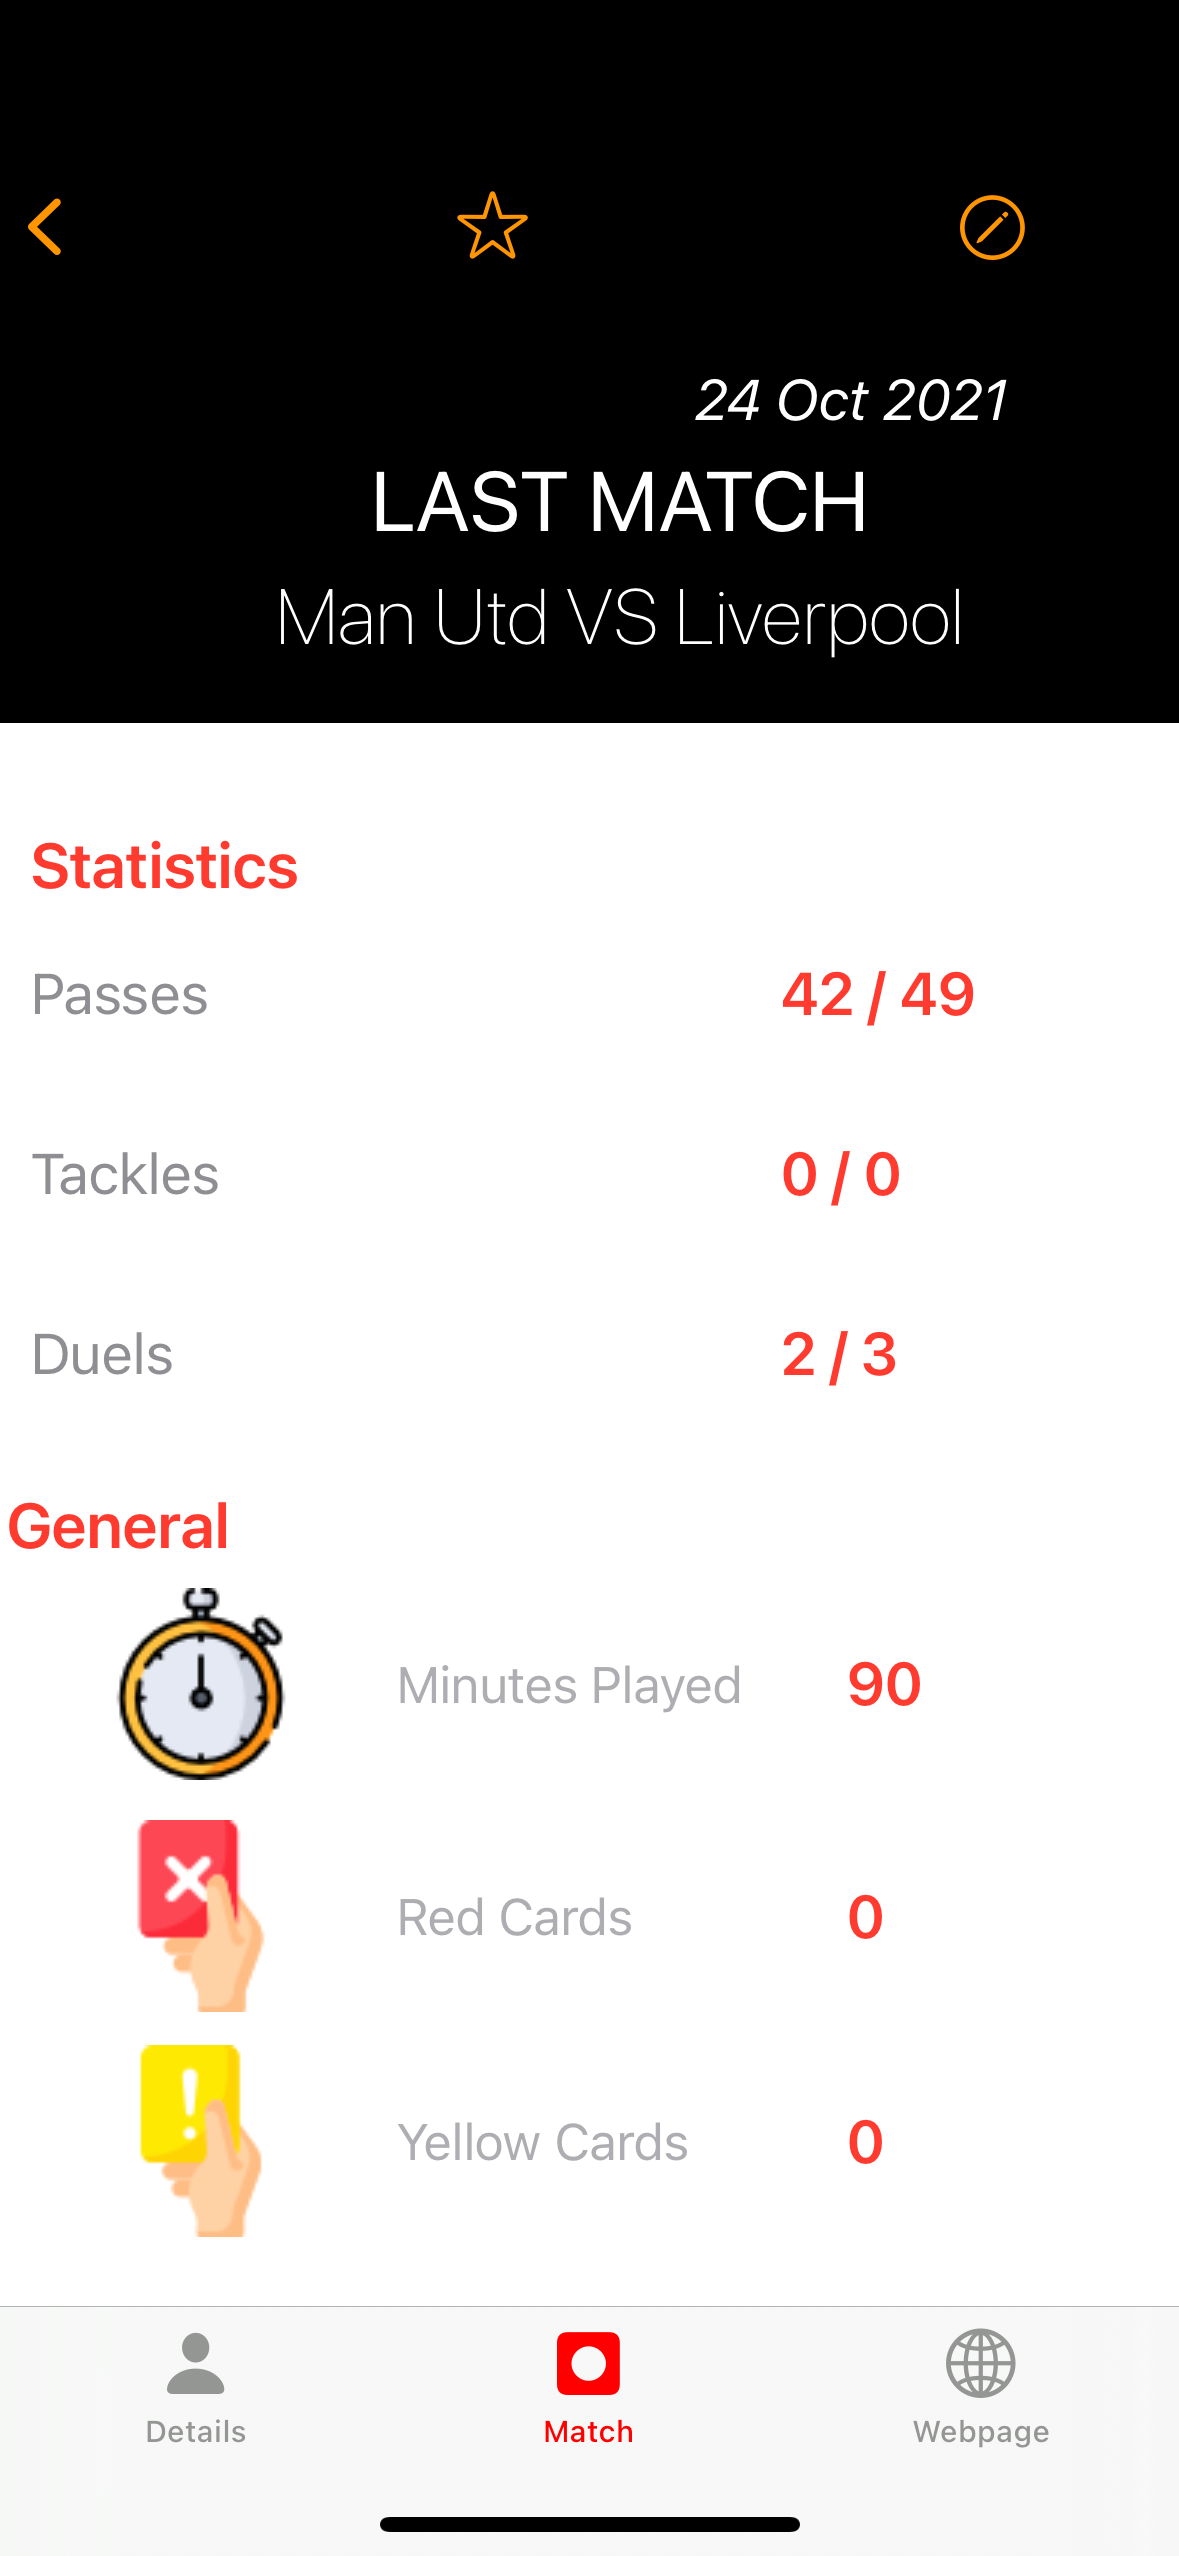 24 Oct 2021
LAST MATCH
Man Utd VS Liverpool
Statistics
Passes 42 / 49
Tackles 0 / 0
Duels 2 / 3
General
Minutes Played 90
Red Cards 0
Yellow Cards 0
Details Match Webpage